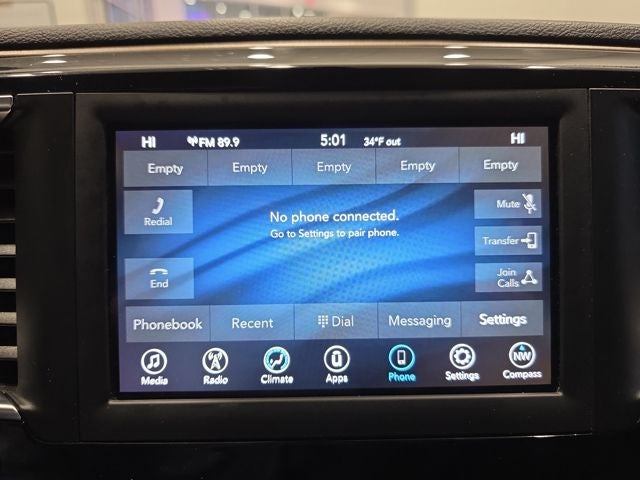 HI FM 89.9 5:01 34°F out HI
Empty Empty Empty Empty Empty
Redial
No phone connected.
Go to Settings to pair phone.
Mute
Transfer
End
Join
Calls
Phonebook Recent Dial Messaging Settings
NW
Media Radio Climate Apps Phone Settings Compass